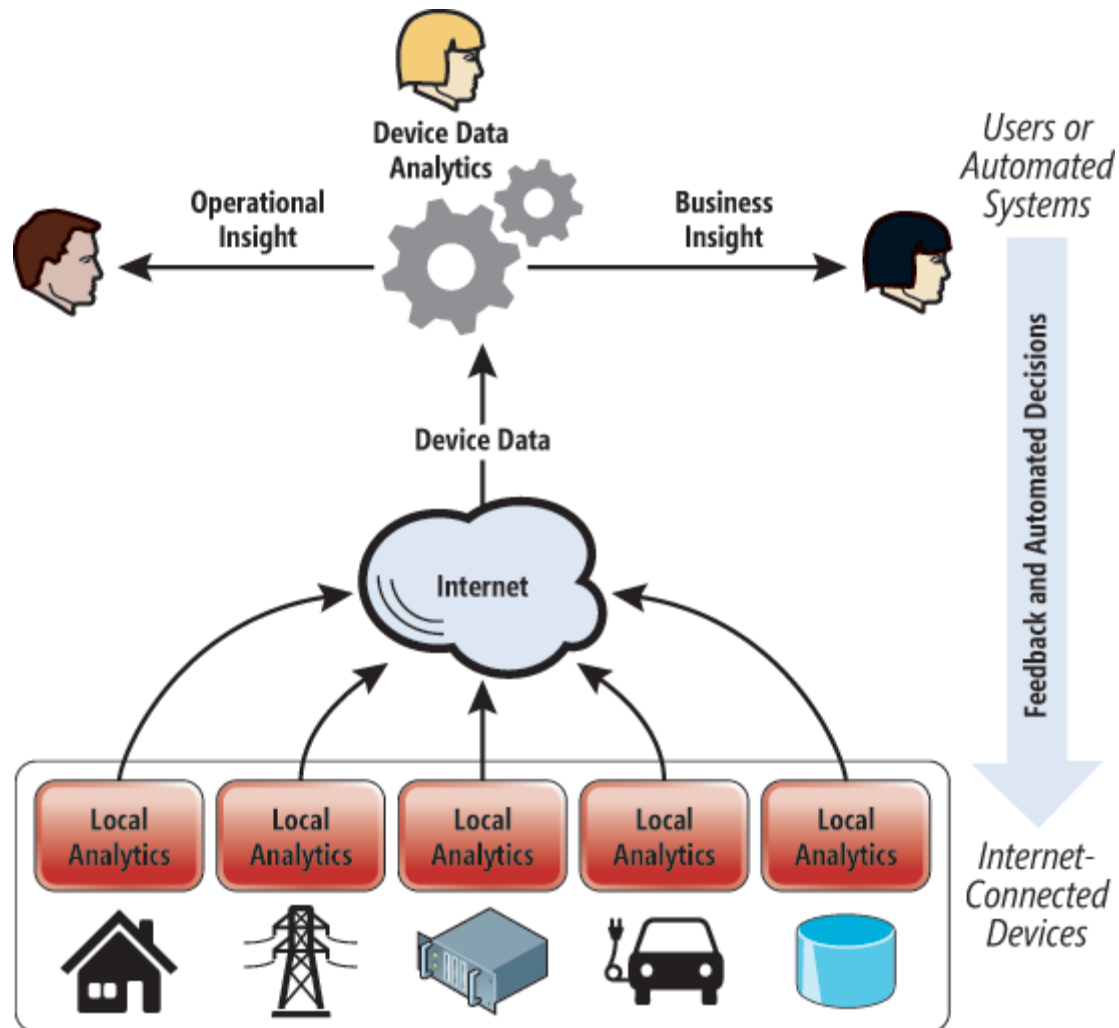 Device Data
Analytics
Users or
Automated
Systems
Operational
Insight
Business
Insight
Feedback and Automated Decisions
Device Data
Internet
Local
Analytics
Local
Analytics
Local
Analytics
Local
Analytics
Local
Analytics
Internet-
Connected
Devices